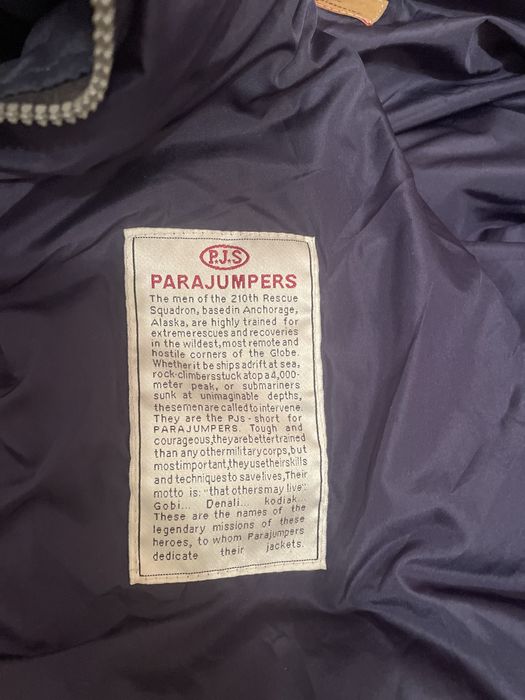 P.J.S
PARAJUMPERS
The men of the 210th Rescue
Squadron, based in Anchorage,
Alaska, are highly trained for
extreme rescues and recoveries
in the wildest, most remote and
hostile corners of the Globe.
Whether it be ships adrift at sea,
rock-climbers stuck atop a 4,000-
meter peak, or submariners
sunk at unimaginable depths,
these men are called to intervene.
They are the PJs - short for
PARAJUMPERS. Tough and
courageous, they are better trained
than any other military corps, but
most important, they use their skills
and techniques to save lives, Their
motto is: "that others may live".
Gobi... Denali... kodiak...
These are the names of the
legendary missions of these
heroes, to whom Parajumpers
dedicate their jackets.